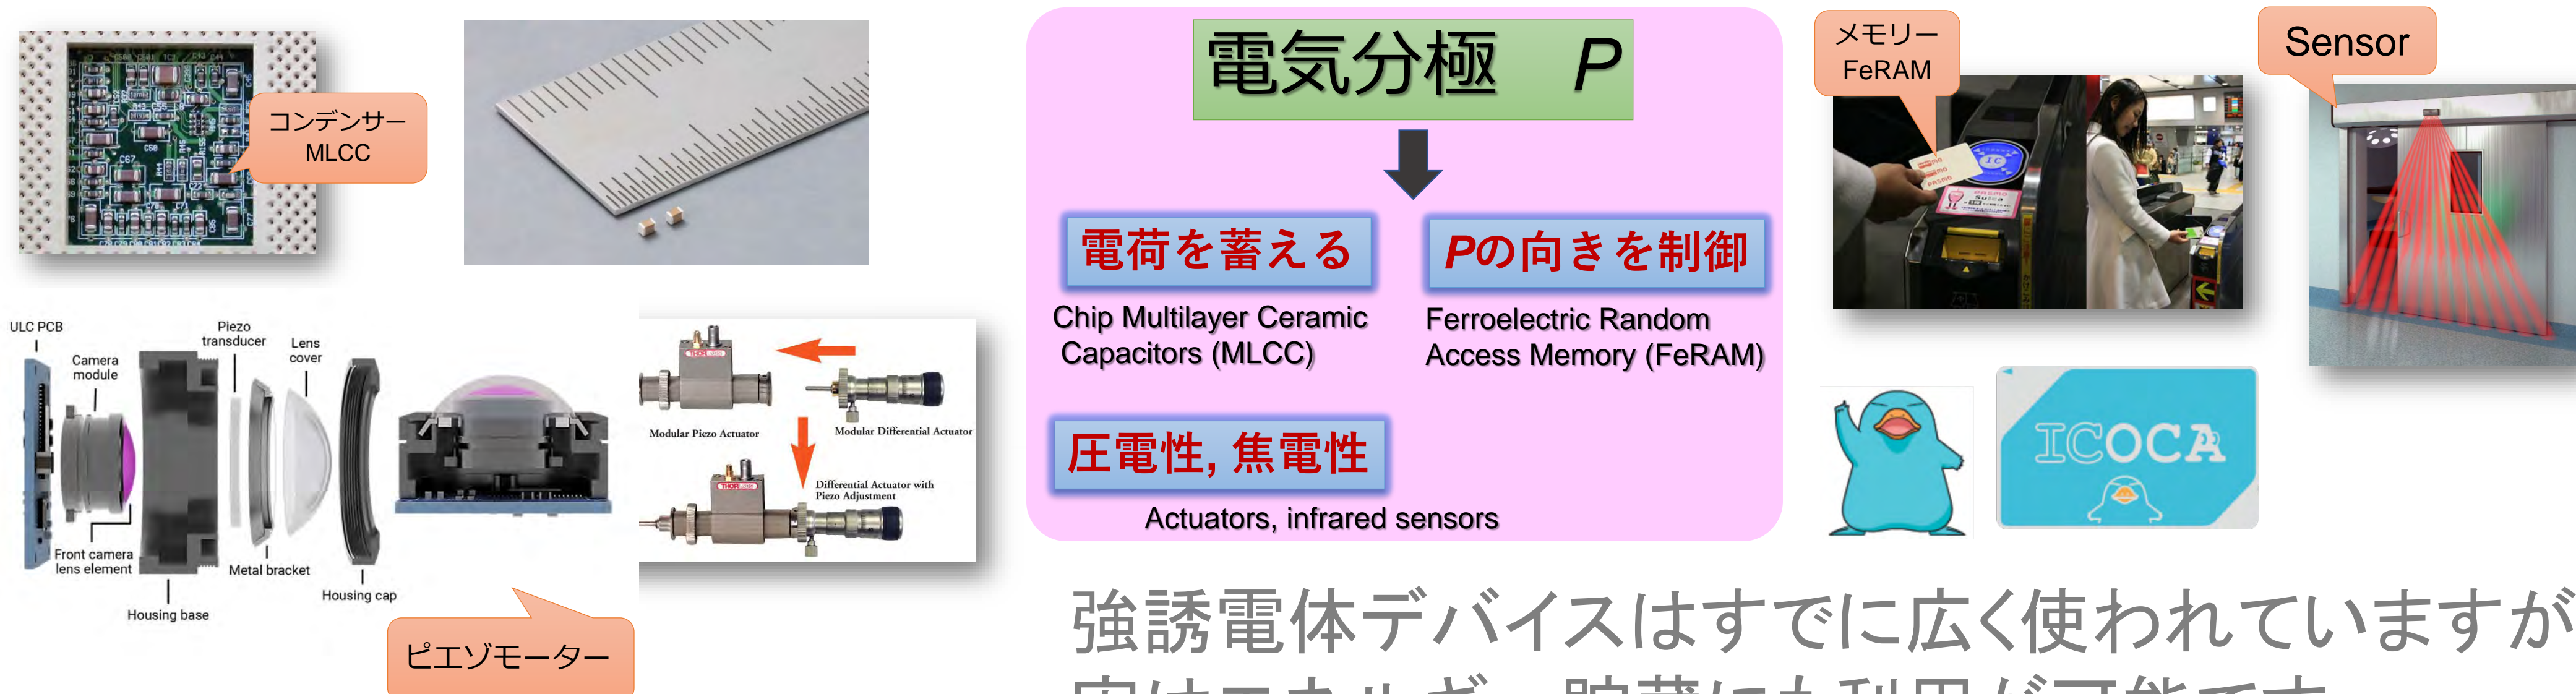 コンデンサー
MLCC
C67
ULC PCB
Camera
module
Piezo
transducer
Lens
cover
Front camera
lens element
Housing base
Metal bracket
Housing cap
ピエゾモーター
THORLABS
Modular Piezo Actuator
Modular Differential Actuator
Differential Actuator with
Piezo Adjustment
電気分極 P
電荷を蓄える
Chip Multilayer Ceramic
Capacitors (MLCC)
Pの向きを制御
Ferroelectric Random
Access Memory (FeRAM)
圧電性, 焦電性
Actuators, infrared sensors
メモリー
FeRAM
IC
PASMO
Suica
Sensor
ICOCA
強誘電体デバイスはすでに広く使われていますが